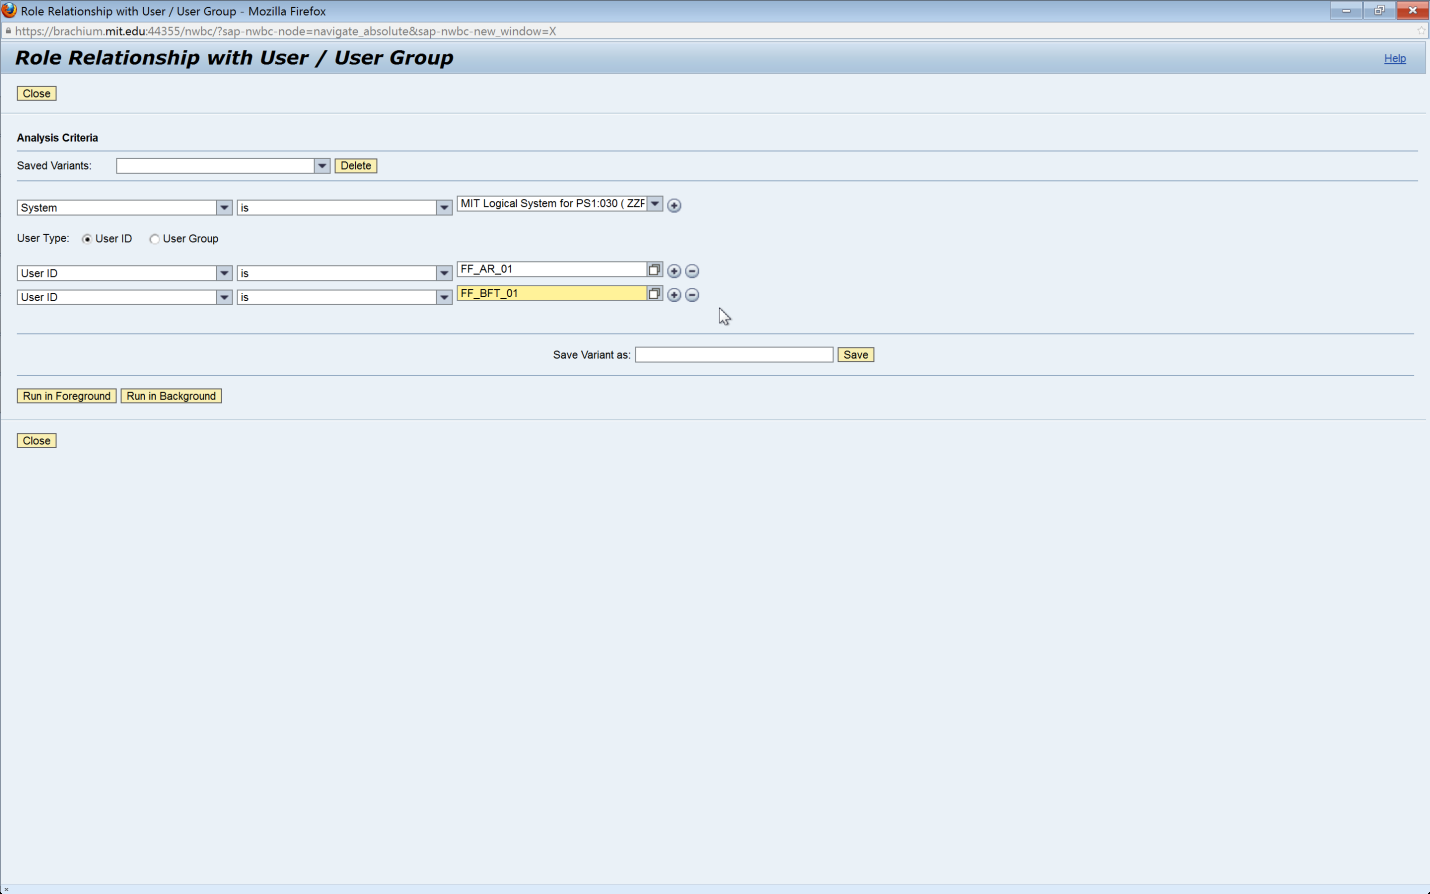 Role Relationship with User / User Group - Mozilla Firefox
https://brachium.mit.edu:44355/nwbc/?sap-nwbc-node=navigate_absolute&sap-nwbc-new_window=X
Role Relationship with User / User Group
Help
Close
Analysis Criteria
Saved Variants: Delete
System is MIT Logical System for PS1:030 ( ZZF
User Type: User ID User Group
User ID is FF_AR_01
User ID is FF_BFT_01
Save Variant as: Save
Run in Foreground Run in Background
Close